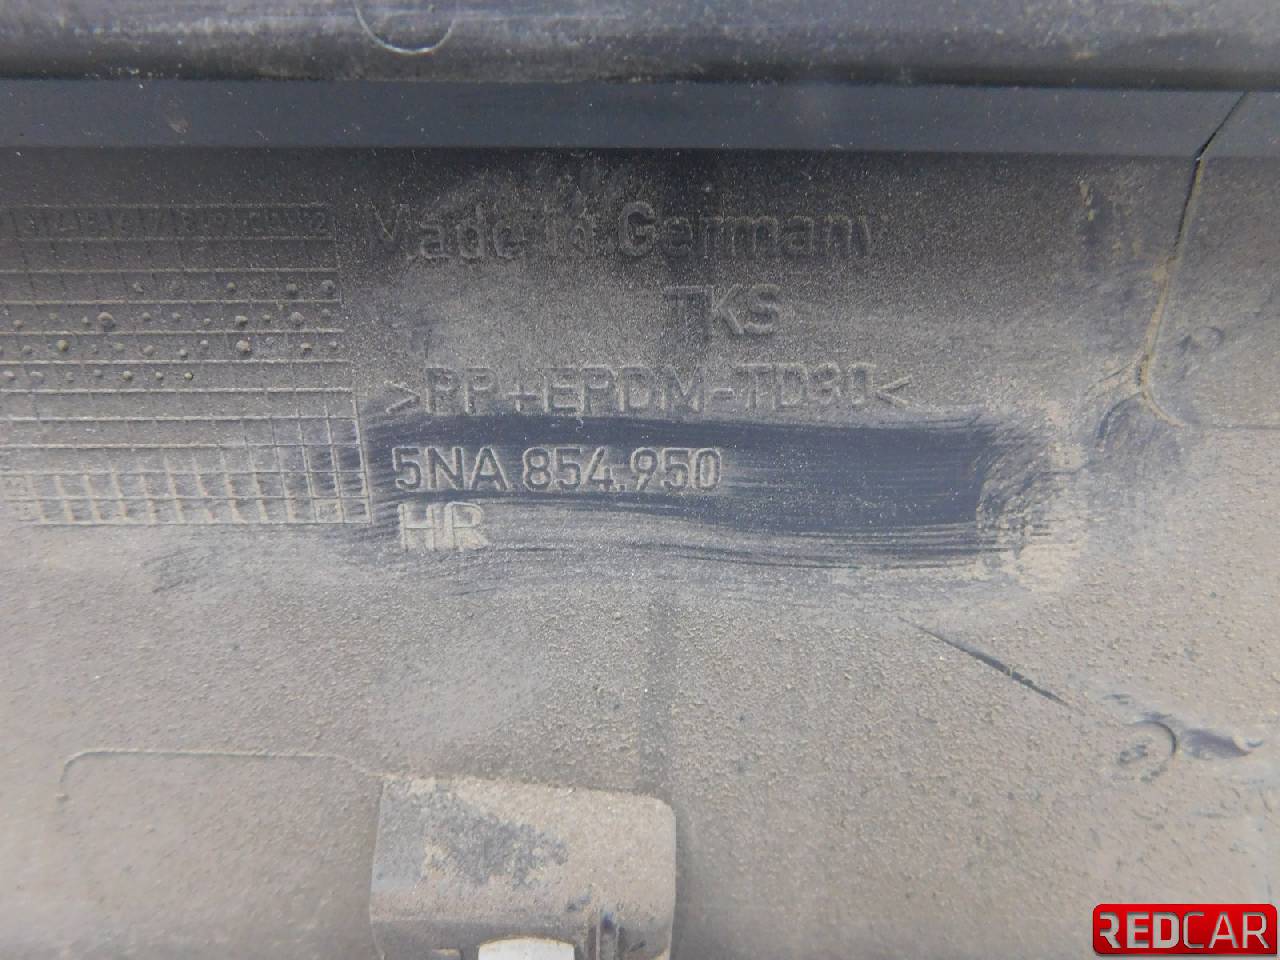 Made in Germany
TKS
>PP+EPDM-TD30<
5NA 854.950
HR
REDCAR